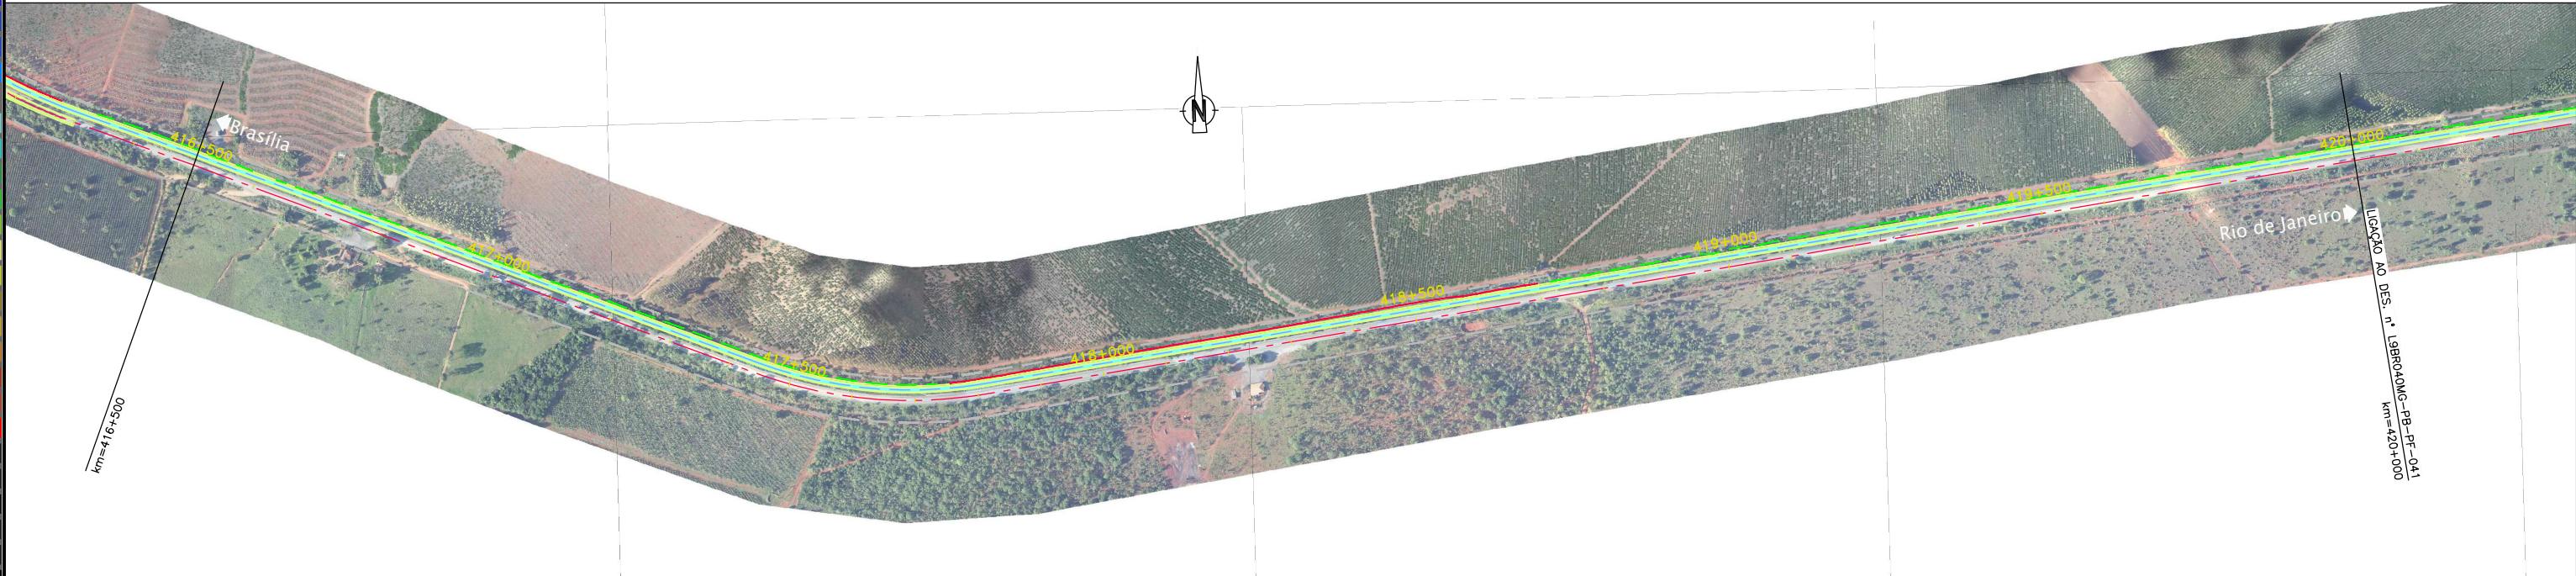 Brasília
416+500
km=416+500
417+000
417+500
N
418+000
418+500
419+000
419+500
420+000
Rio de Janeiro
LIGAÇÃO AO DES. nº L9BR040MG-PB-PF-041
km=420+000